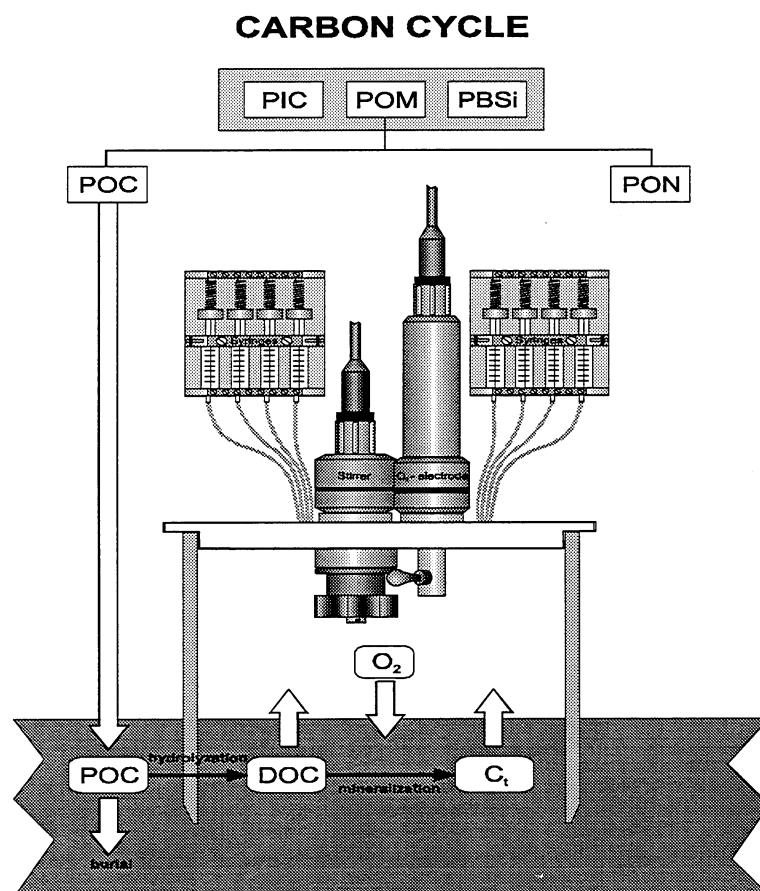 CARBON CYCLE
PIC POM PBSi
POC PON
Syringes Syringes
Stirrer O₂ - electrode
O₂
hydrolyzation
POC DOC Cₜ
mineralization
burial